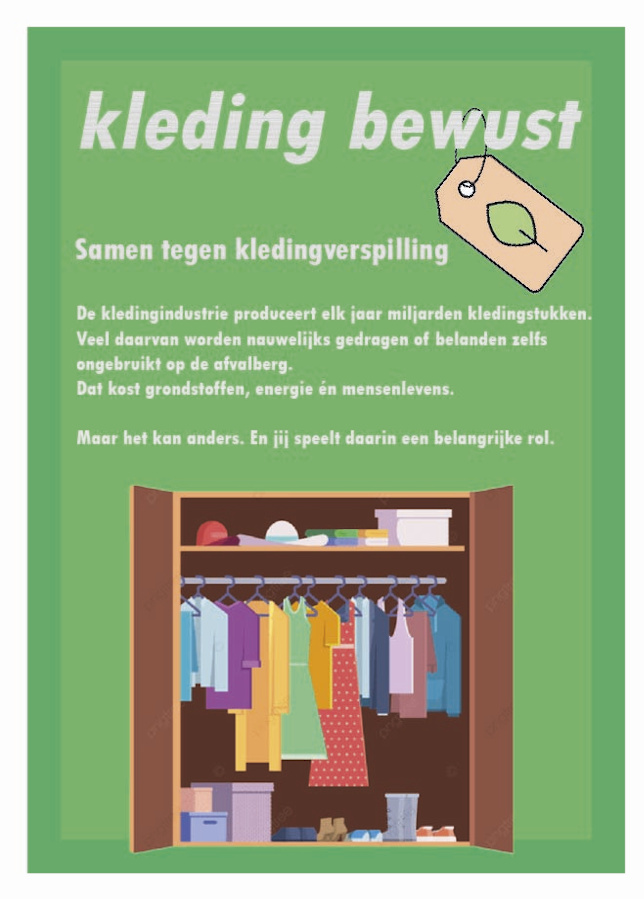 kleding bewust
Samen tegen kledingverspilling
De kledingindustrie produceert elk jaar miljarden kledingstukken.
Veel daarvan worden nauwelijks gedragen of belanden zelfs
ongebruikt op de afvalberg.
Dat kost grondstoffen, energie én mensenlevens.
Maar het kan anders. En jij speelt daarin een belangrijke rol.